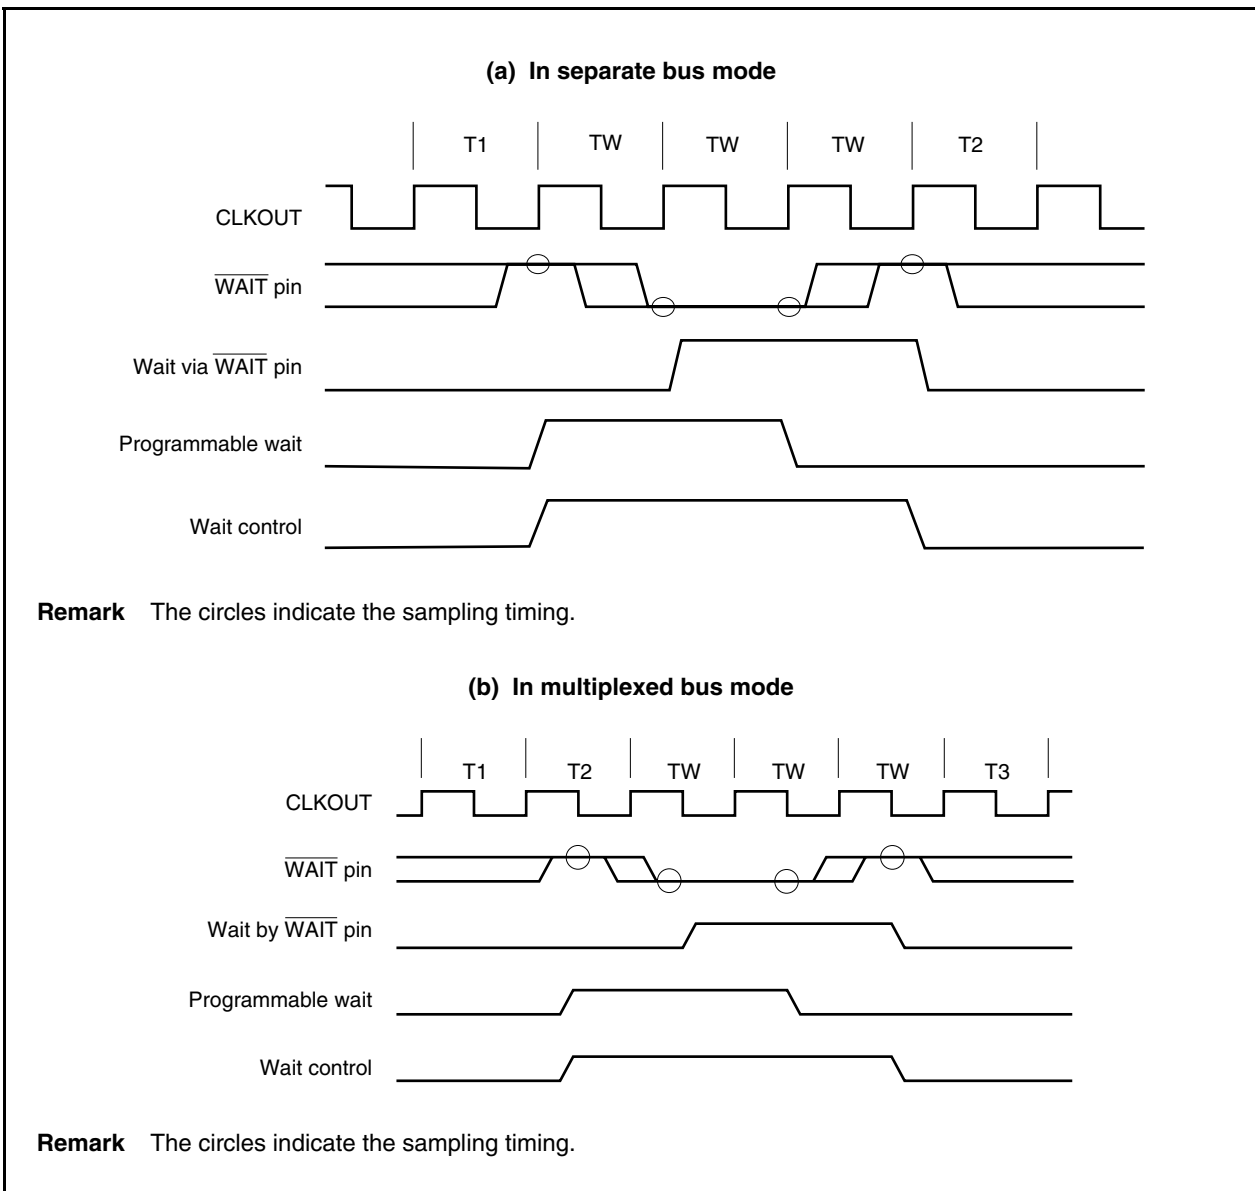 (a) In separate bus mode
T1 TW TW TW T2
CLKOUT
WAIT pin
Wait via WAIT pin
Programmable wait
Wait control
Remark The circles indicate the sampling timing.
(b) In multiplexed bus mode
T1 T2 TW TW TW T3
CLKOUT
WAIT pin
Wait by WAIT pin
Programmable wait
Wait control
Remark The circles indicate the sampling timing.